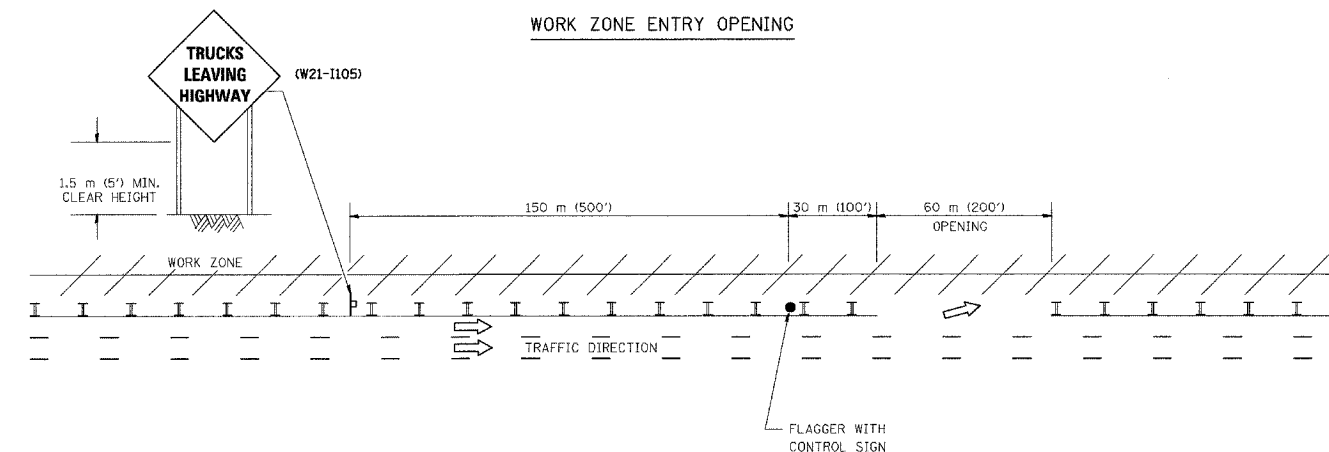 WORK ZONE ENTRY OPENING
TRUCKS
LEAVING
HIGHWAY
(W21-I105)
1.5 m (5') MIN.
CLEAR HEIGHT
150 m (500')
30 m (100')
60 m (200')
OPENING
WORK ZONE
TRAFFIC DIRECTION
FLAGGER WITH
CONTROL SIGN